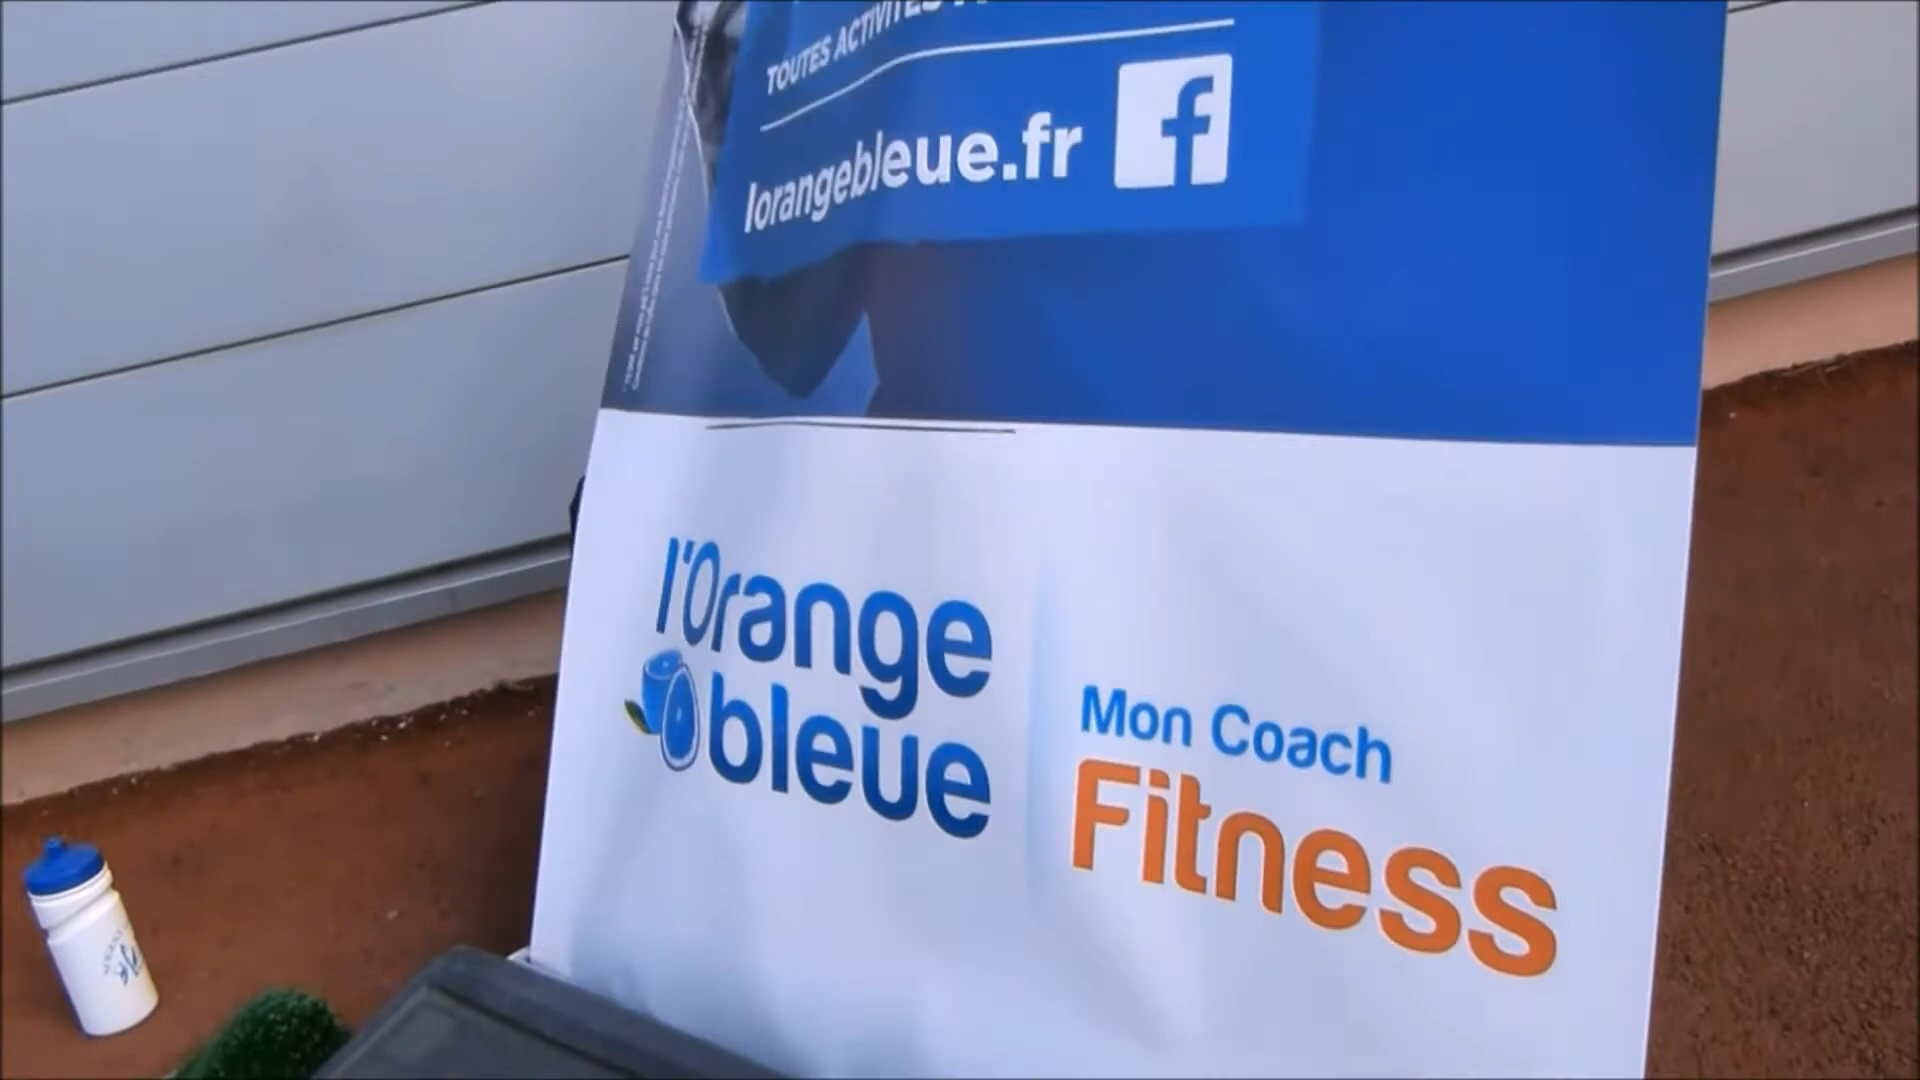 TOUTES ACTIVITÉS
lorangebleue.fr
l'Orange
bleue
Mon Coach
Fitness